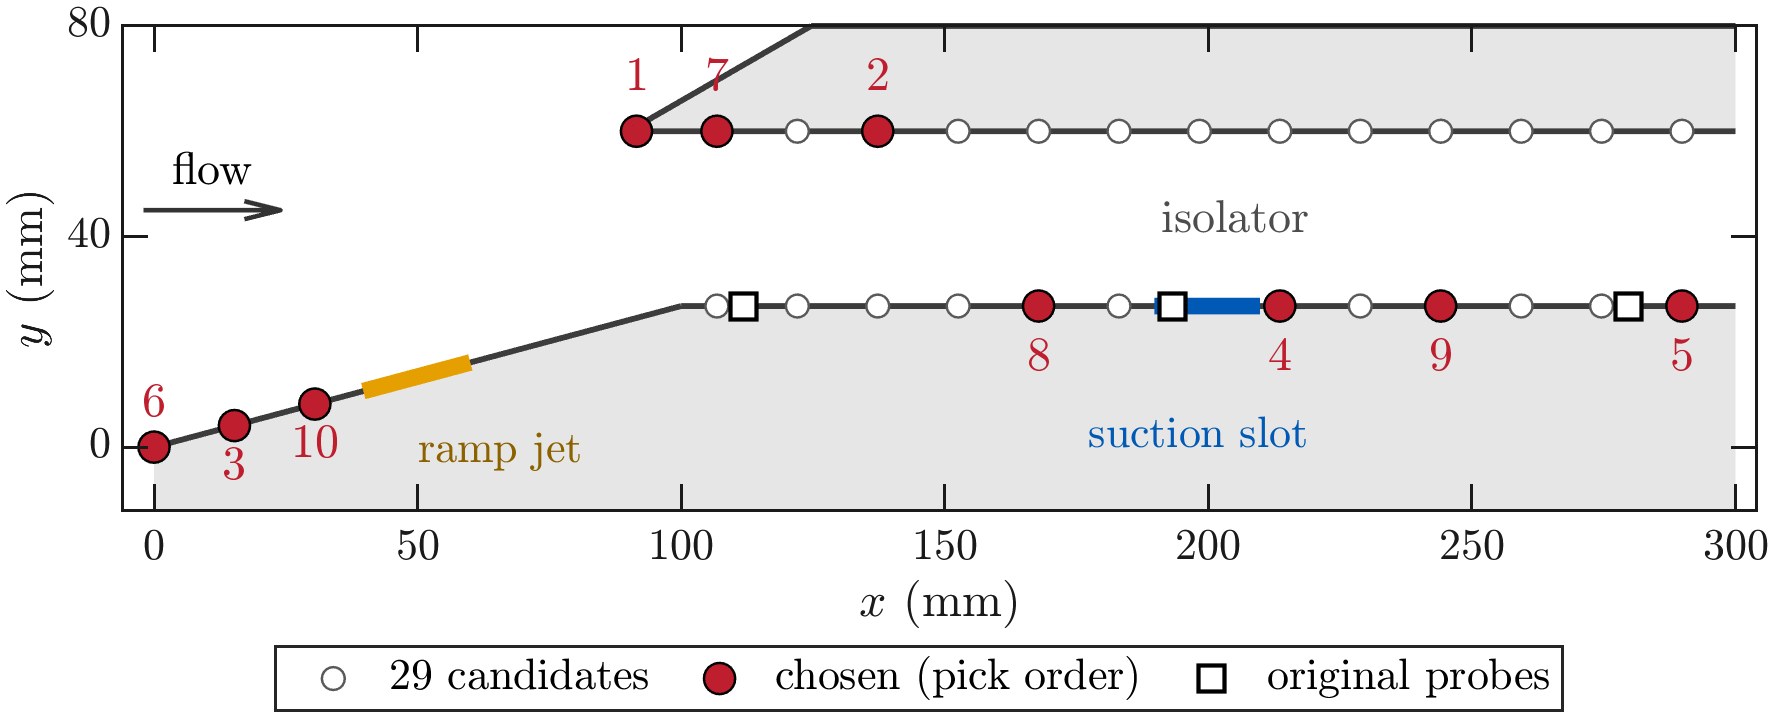 80
1 7 2
flow
y (mm)
40
isolator
8 4 9 5
6
3 10
0
ramp jet
suction slot
0 50 100 150 200 250 300
x (mm)
29 candidates chosen (pick order) original probes